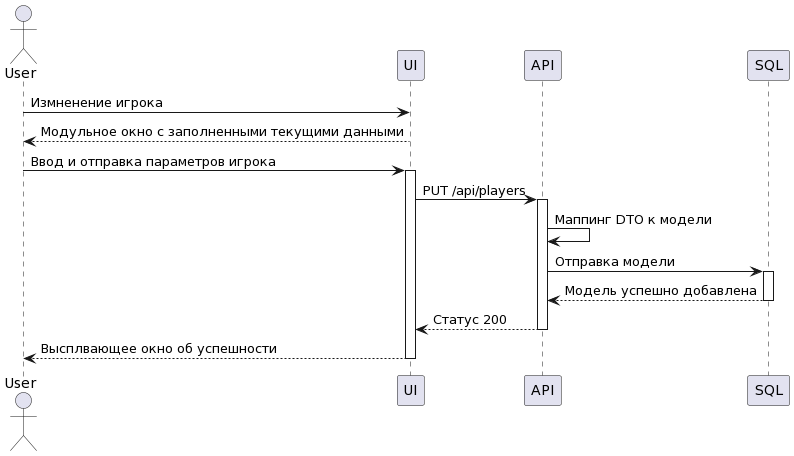 User
UI
API
SQL
Измненение игрока
Модульное окно с заполненными текущими данными
Ввод и отправка параметров игрока
PUT /api/players
Маппинг DTO к модели
Отправка модели
Модель успешно добавлена
Статус 200
Высплвающее окно об успешности
User
UI
API
SQL